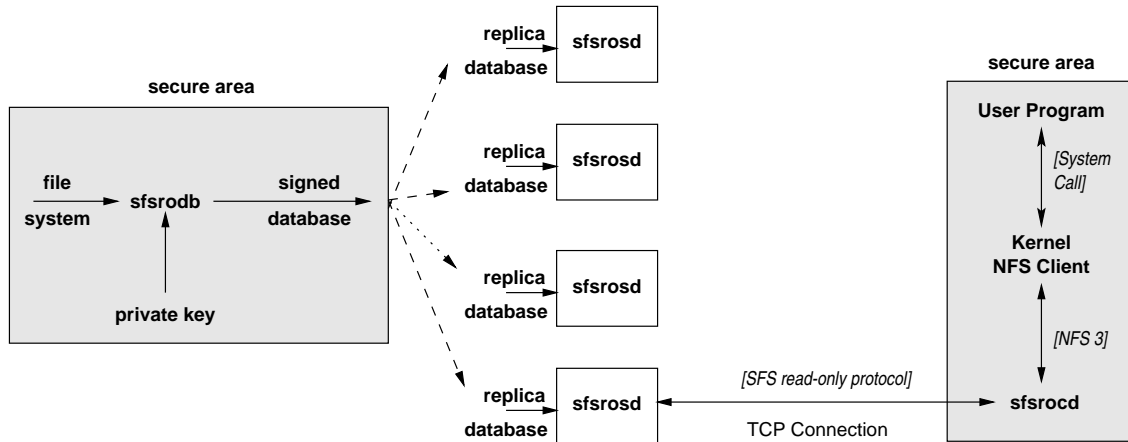 secure area
file
system
sfsrodb
signed
database
private key
replica
database
sfsrosd
replica
database
sfsrosd
replica
database
sfsrosd
replica
database
sfsrosd
[SFS read-only protocol]
TCP Connection
secure area
User Program
[System
Call]
Kernel
NFS Client
[NFS 3]
sfsrocd